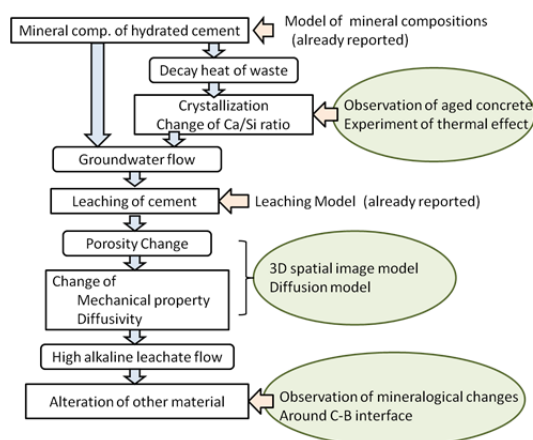 Mineral comp. of hydrated cement
Model of mineral compositions
(already reported)
Decay heat of waste
Crystallization
Change of Ca/Si ratio
Observation of aged concrete
Experiment of thermal effect
Groundwater flow
Leaching of cement
Leaching Model (already reported)
Porosity Change
3D spatial image model
Diffusion model
Change of
Mechanical property
Diffusivity
High alkaline leachate flow
Alteration of other material
Observation of mineralogical changes
Around C-B interface